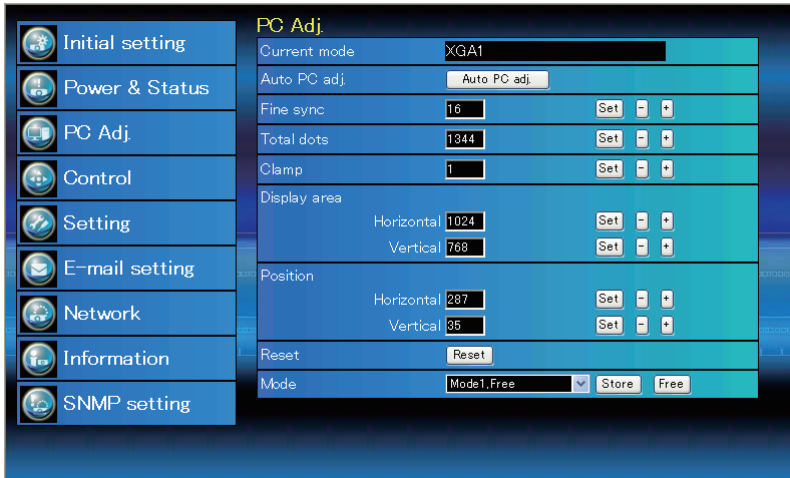 Initial setting
Power & Status
PC Adj.
Control
Setting
E-mail setting
Network
Information
SNMP setting
PC Adj.
Current mode XGA1
Auto PC adj. Auto PC adj.
Fine sync 16 Set - +
Total dots 1344 Set - +
Clamp 1 Set - +
Display area
Horizontal 1024 Set - +
Vertical 768 Set - +
Position
Horizontal 287 Set - +
Vertical 35 Set - +
Reset Reset
Mode Mode1,Free Store Free